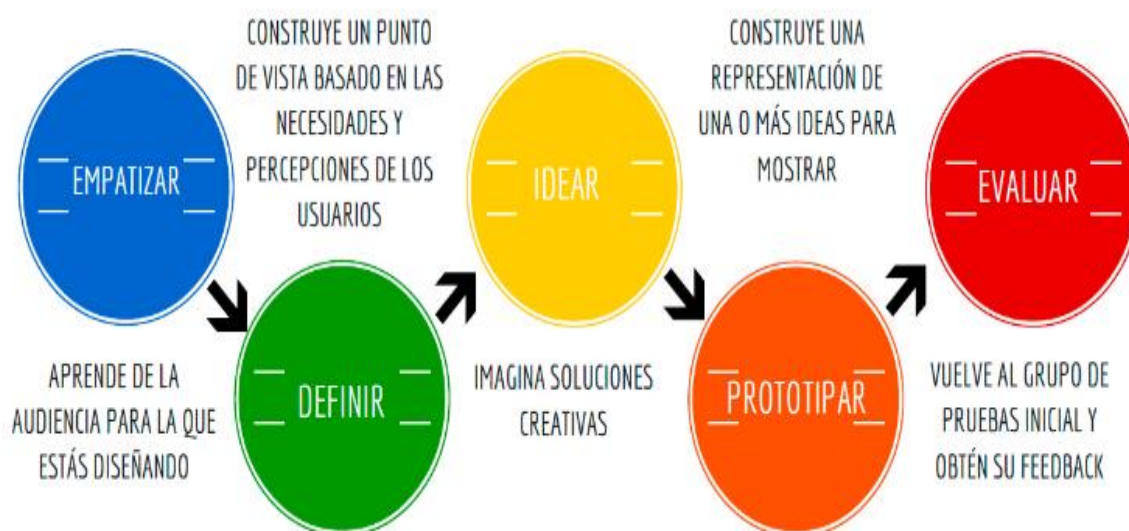 EMPATIZAR
APRENDE DE LA
AUDIENCIA PARA LA QUE
ESTÁS DISEÑANDO
CONSTRUYE UN PUNTO
DE VISTA BASADO EN LAS
NECESIDADES Y
PERCEPCIONES DE LOS
USUARIOS
DEFINIR
IDEAR
IMAGINA SOLUCIONES
CREATIVAS
CONSTRUYE UNA
REPRESENTACIÓN DE
UNA O MÁS IDEAS PARA
MOSTRAR
PROTOTIPAR
EVALUAR
VUELVE AL GRUPO DE
PRUEBAS INICIAL Y
OBTÉN SU FEEDBACK